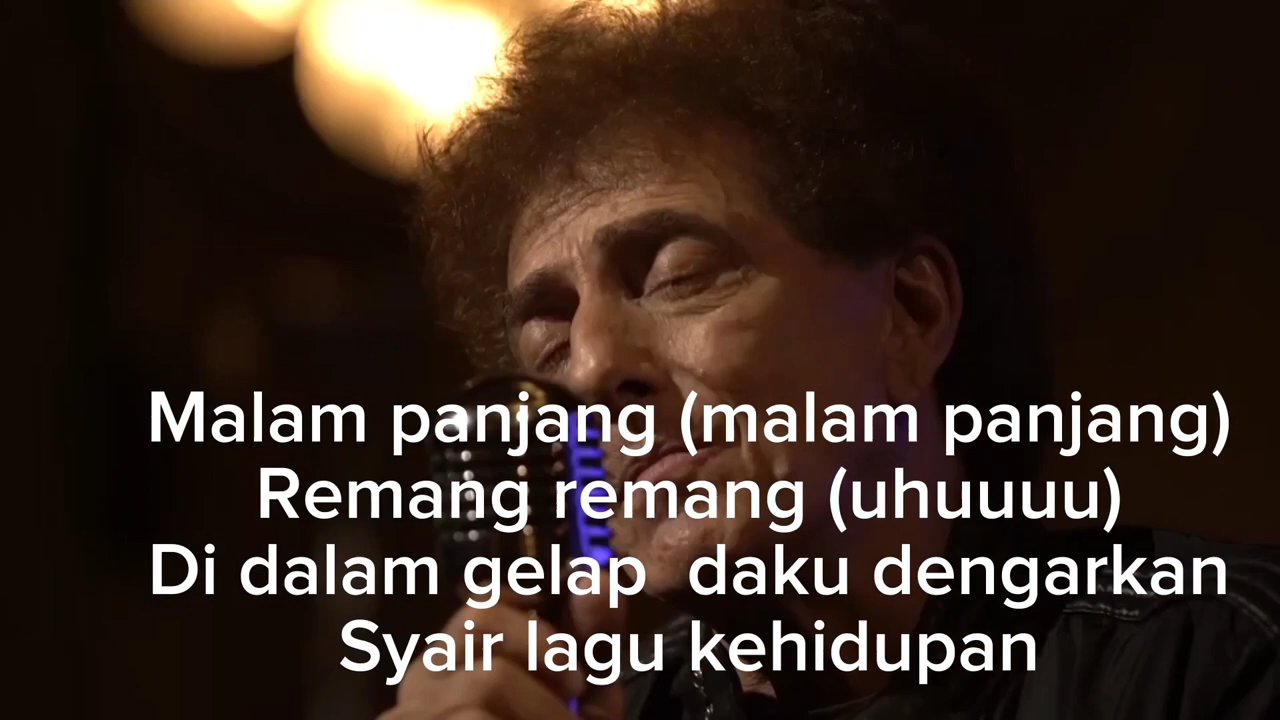 Malam panjang (malam panjang)
Remang remang (uhuuuu)
Di dalam gelap  daku dengarkan
Syair lagu kehidupan